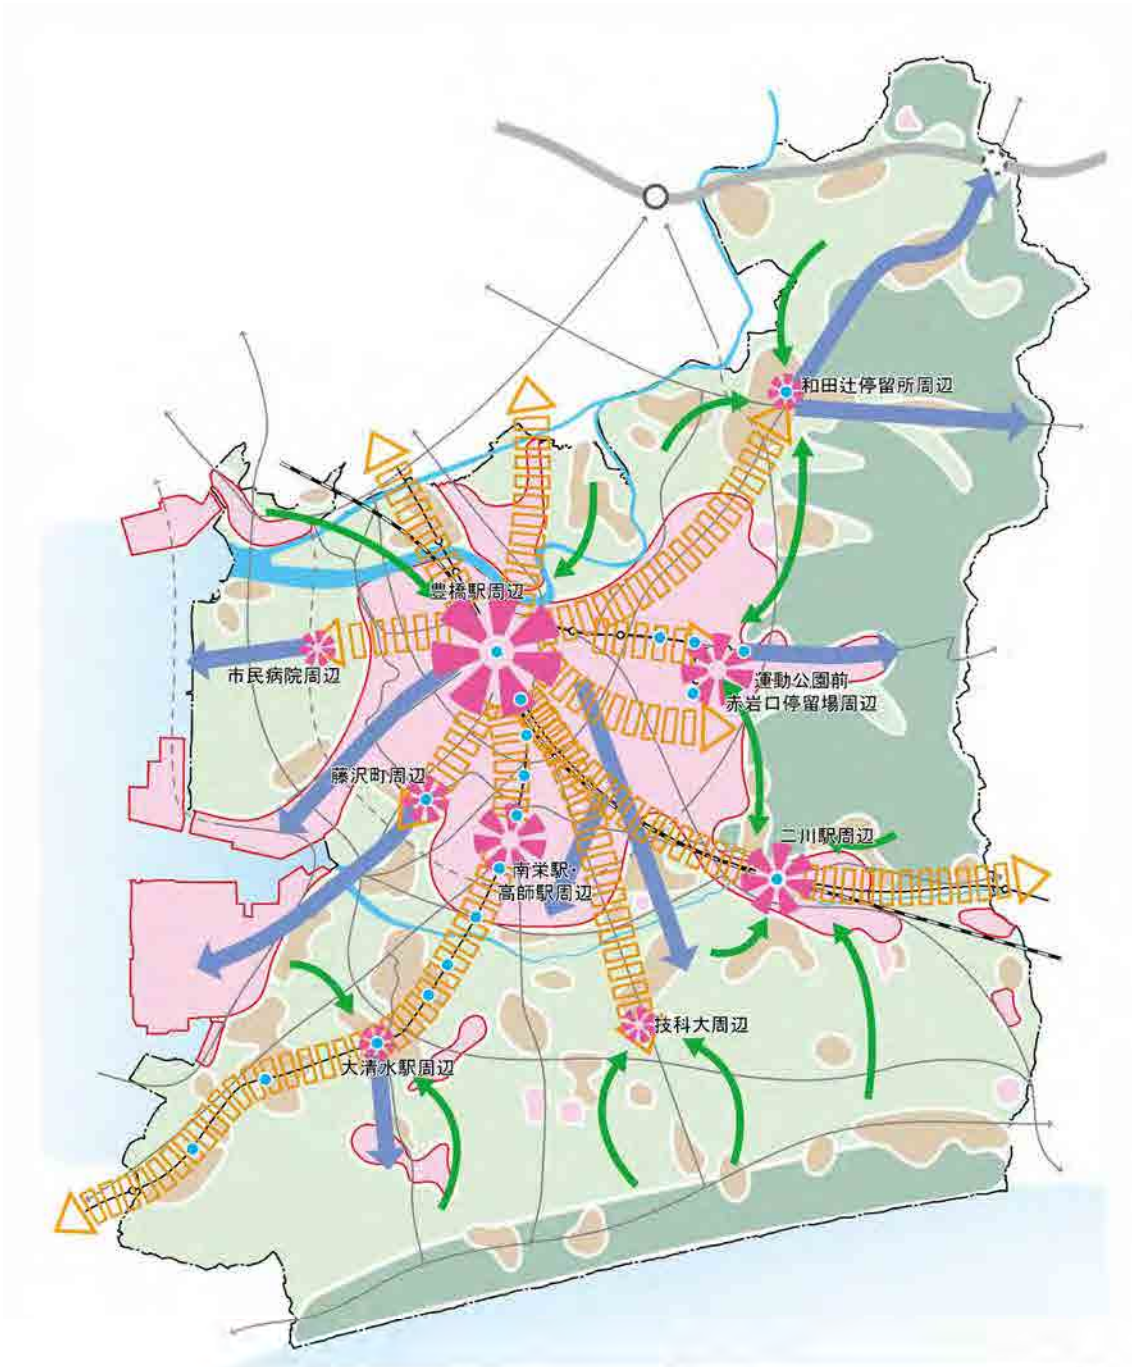 和田辻停留所周辺
豊橋駅周辺
市民病院周辺
運動公園前
赤岩口停留場周辺
藤沢町周辺
二川駅周辺
南栄駅・
高師駅周辺
技科大周辺
大清水駅周辺